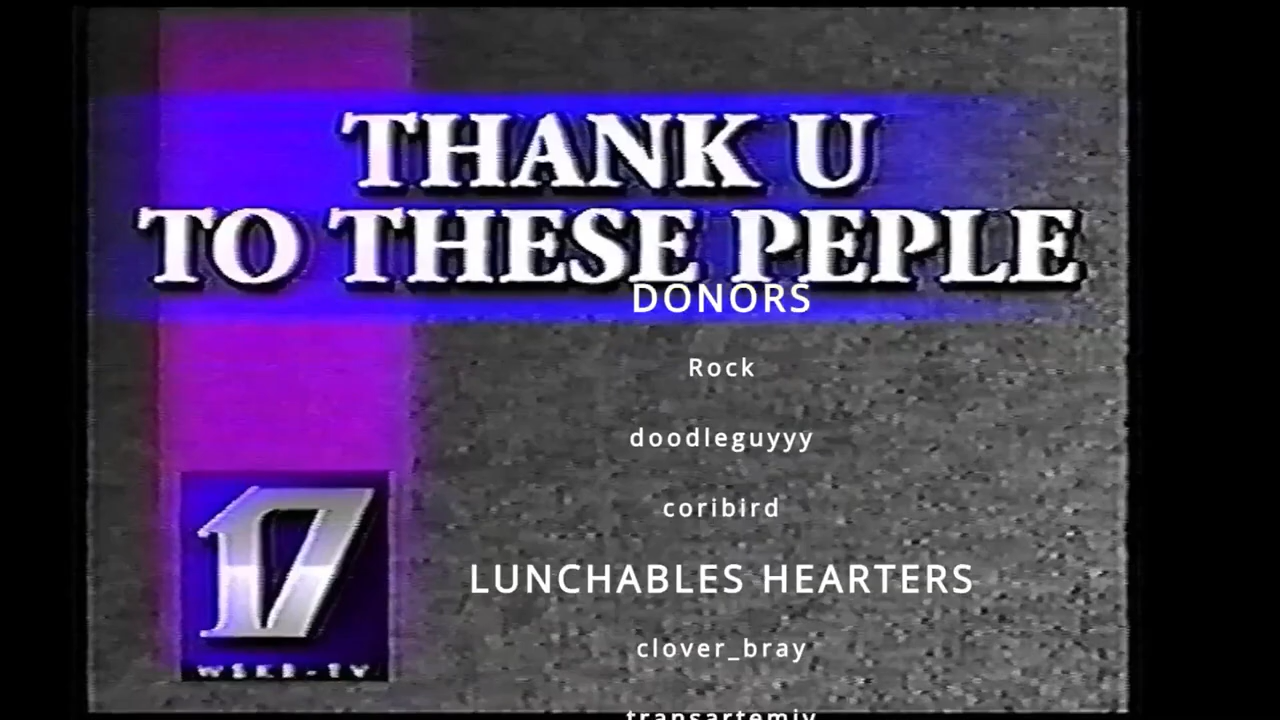 THANK U
TO THESE PEPLE
DONORS
Rock
doodleguyyy
coribird
LUNCHABLES HEARTERS
clover_bray
17